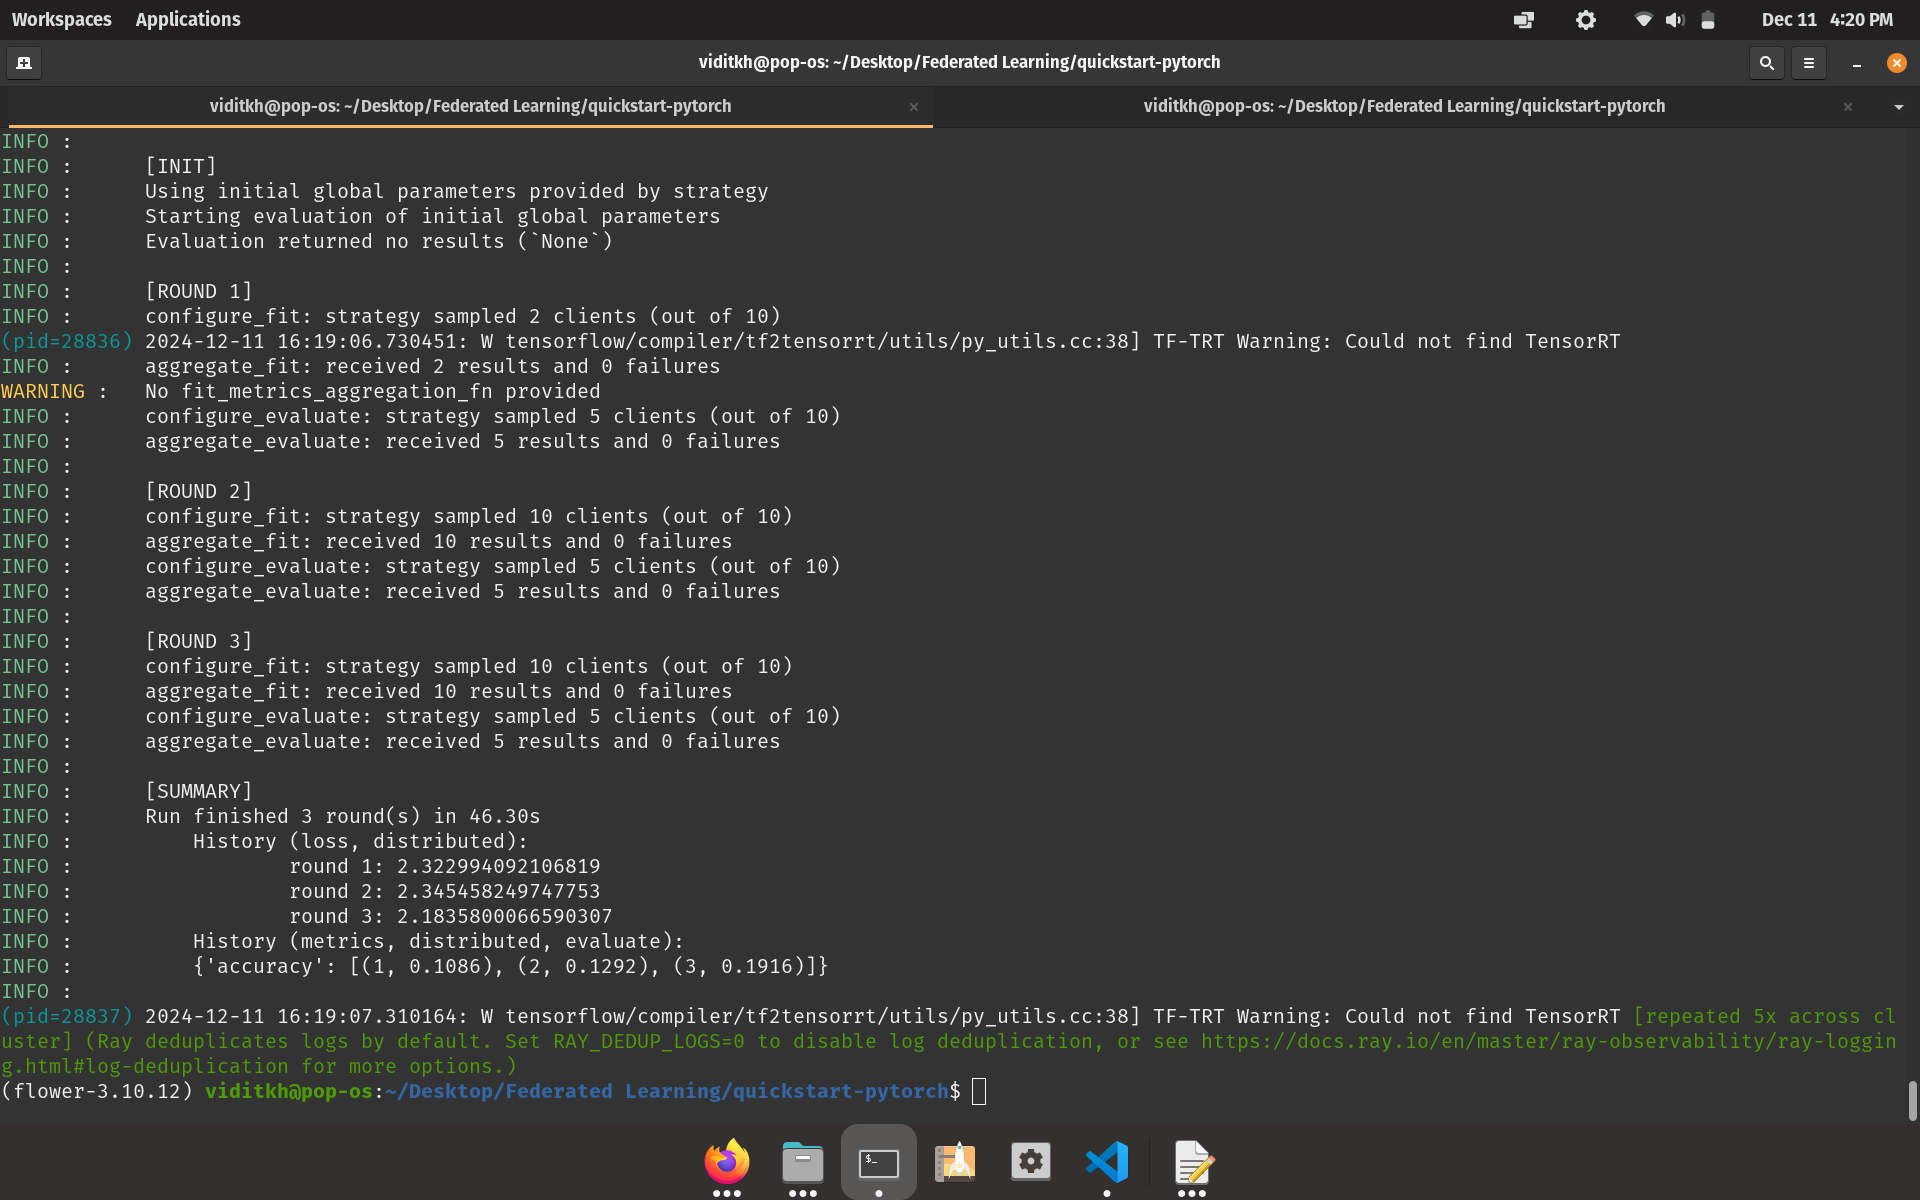 Workspaces Applications Dec 11 4:20 PM
viditkh@pop-os: ~/Desktop/Federated Learning/quickstart-pytorch
viditkh@pop-os: ~/Desktop/Federated Learning/quickstart-pytorch × viditkh@pop-os: ~/Desktop/Federated Learning/quickstart-pytorch ×
INFO :
INFO : [INIT]
INFO : Using initial global parameters provided by strategy
INFO : Starting evaluation of initial global parameters
INFO : Evaluation returned no results (`None`)
INFO :
INFO : [ROUND 1]
INFO : configure_fit: strategy sampled 2 clients (out of 10)
(pid=28836) 2024-12-11 16:19:06.730451: W tensorflow/compiler/tf2tensorrt/utils/py_utils.cc:38] TF-TRT Warning: Could not find TensorRT
INFO : aggregate_fit: received 2 results and 0 failures
WARNING : No fit_metrics_aggregation_fn provided
INFO : configure_evaluate: strategy sampled 5 clients (out of 10)
INFO : aggregate_evaluate: received 5 results and 0 failures
INFO :
INFO : [ROUND 2]
INFO : configure_fit: strategy sampled 10 clients (out of 10)
INFO : aggregate_fit: received 10 results and 0 failures
INFO : configure_evaluate: strategy sampled 5 clients (out of 10)
INFO : aggregate_evaluate: received 5 results and 0 failures
INFO :
INFO : [ROUND 3]
INFO : configure_fit: strategy sampled 10 clients (out of 10)
INFO : aggregate_fit: received 10 results and 0 failures
INFO : configure_evaluate: strategy sampled 5 clients (out of 10)
INFO : aggregate_evaluate: received 5 results and 0 failures
INFO :
INFO : [SUMMARY]
INFO : Run finished 3 round(s) in 46.30s
INFO : History (loss, distributed):
INFO : round 1: 2.322994092106819
INFO : round 2: 2.345458249747753
INFO : round 3: 2.1835800066590307
INFO : History (metrics, distributed, evaluate):
INFO : {'accuracy': [(1, 0.1086), (2, 0.1292), (3, 0.1916)]}
INFO :
(pid=28837) 2024-12-11 16:19:07.310164: W tensorflow/compiler/tf2tensorrt/utils/py_utils.cc:38] TF-TRT Warning: Could not find TensorRT [repeated 5x across cl
uster] (Ray deduplicates logs by default. Set RAY_DEDUP_LOGS=0 to disable log deduplication, or see https://docs.ray.io/en/master/ray-observability/ray-loggin
g.html#log-deduplication for more options.)
(flower-3.10.12) viditkh@pop-os:~/Desktop/Federated Learning/quickstart-pytorch$
$_